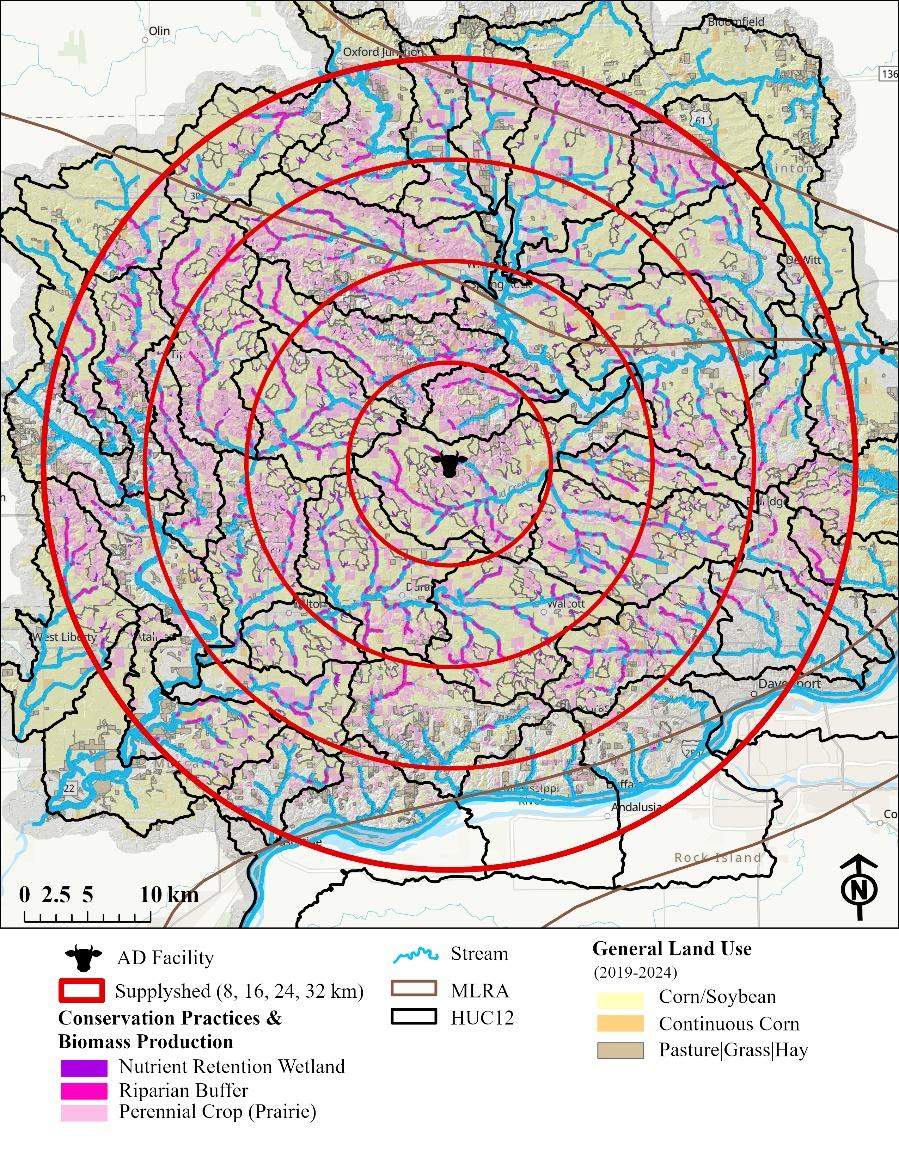 Bloomfield
Olin
Oxford Junction
136
61
30
DeWitt
Walcott
West Liberty
Davenport
22
Andalusia
Rock Island
N
0 2.5 5 10 km
AD Facility
Supplyshed (8, 16, 24, 32 km)
Conservation Practices &
Biomass Production
Nutrient Retention Wetland
Riparian Buffer
Perennial Crop (Prairie)
Stream
MLRA
HUC12
General Land Use
(2019-2024)
Corn/Soybean
Continuous Corn
Pasture|Grass|Hay